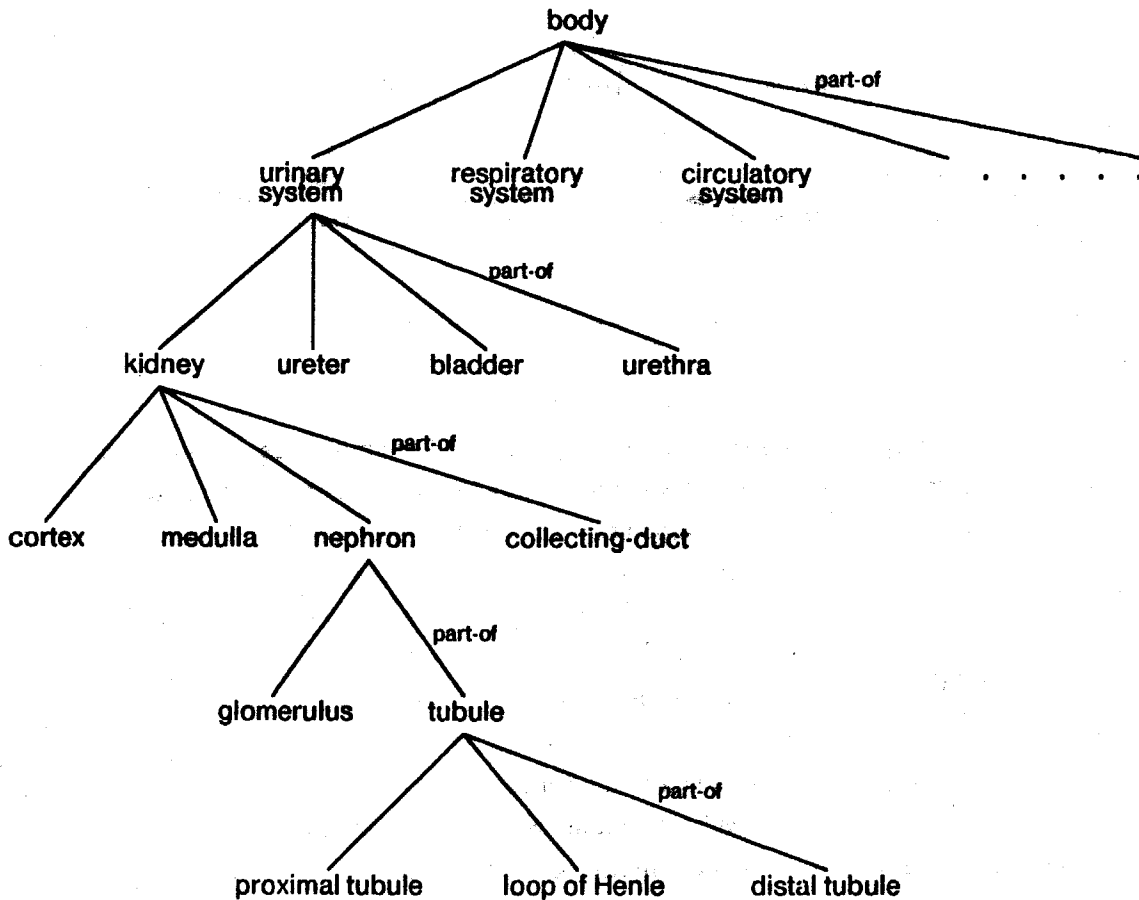 body
part-of
urinary system
respiratory system
circulatory system
. . . . .
part-of
kidney
ureter
bladder
urethra
part-of
cortex
medulla
nephron
collecting-duct
part-of
glomerulus
tubule
part-of
proximal tubule
loop of Henle
distal tubule